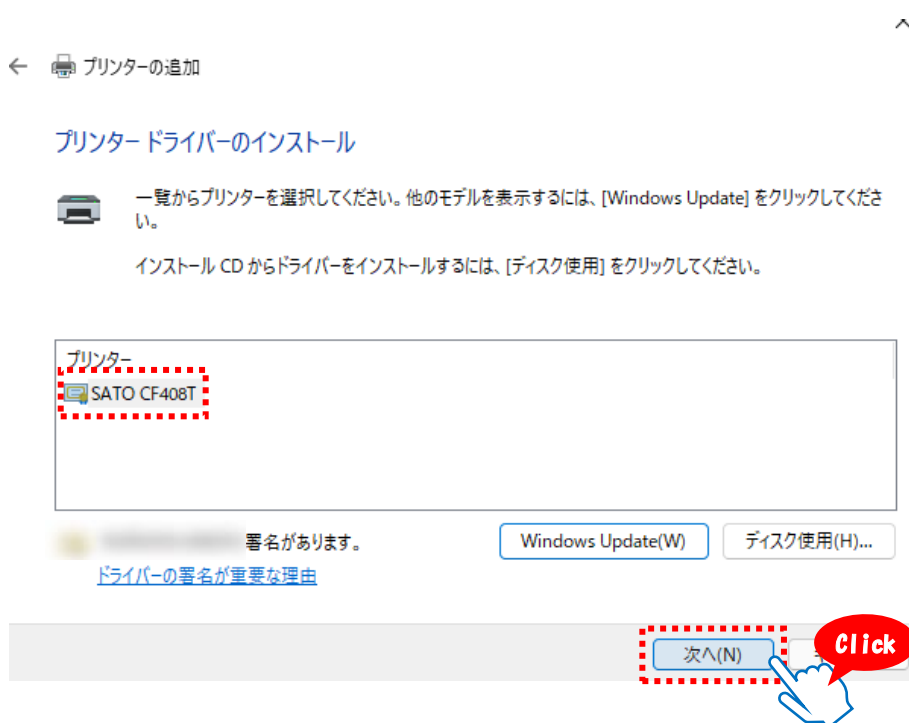 プリンターの追加
プリンター ドライバーのインストール
一覧からプリンターを選択してください。他のモデルを表示するには、[Windows Update] をクリックしてくださ
い。
インストール CD からドライバーをインストールするには、[ディスク使用] をクリックしてください。
プリンター
SATO CF408T
署名があります。
Windows Update(W)
ディスク使用(H)...
ドライバーの署名が重要な理由
次へ(N)
Click